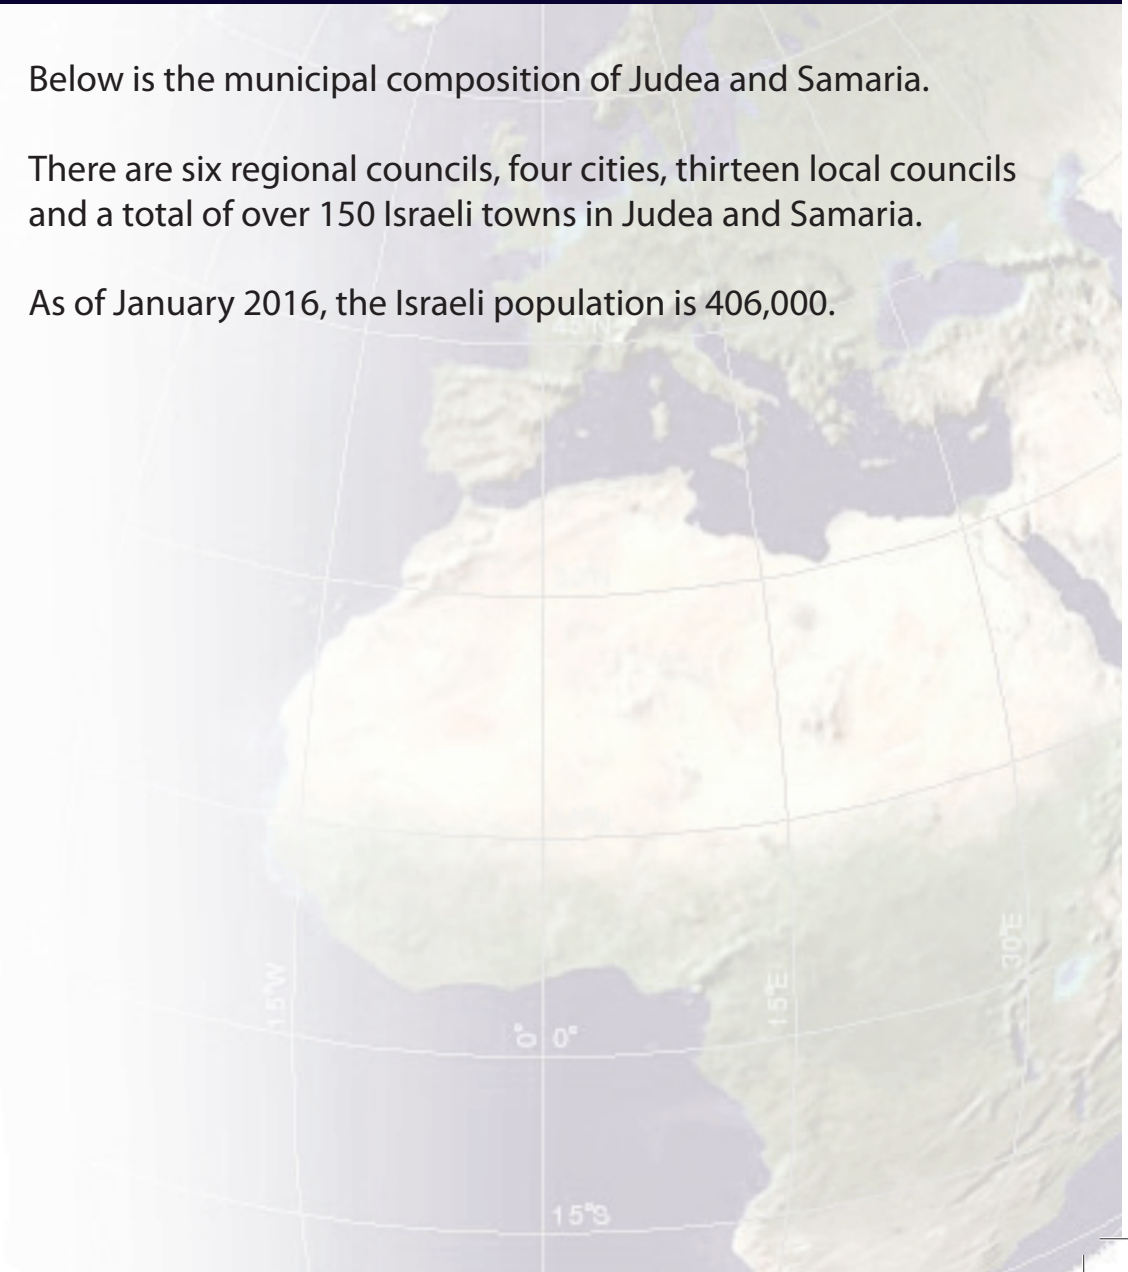 Below is the municipal composition of Judea and Samaria.
There are six regional councils, four cities, thirteen local councils
and a total of over 150 Israeli towns in Judea and Samaria.
As of January 2016, the Israeli population is 406,000.
45°N
30°E
15°W
15°E
0° 0°
15°S